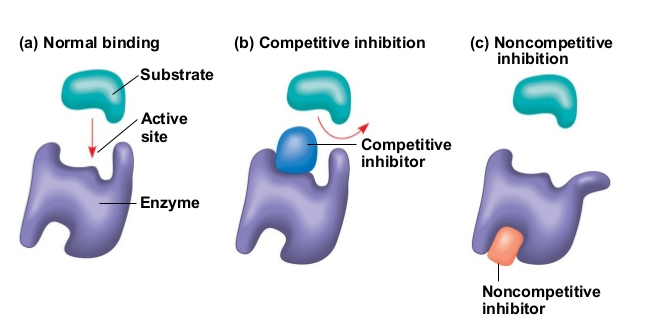 (a) Normal binding
Substrate
Active
site
Enzyme
(b) Competitive inhibition
Competitive
inhibitor
(c) Noncompetitive
inhibition
Noncompetitive
inhibitor